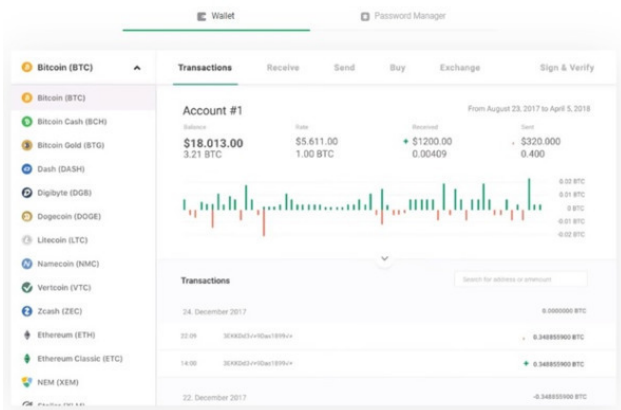 Wallet
Password Manager
Bitcoin (BTC)
Transactions
Receive
Send
Buy
Exchange
Sign & Verify
Bitcoin (BTC)
Bitcoin Cash (BCH)
Bitcoin Gold (BTG)
Dash (DASH)
Digibyte (DGB)
Dogecoin (DOGE)
Litecoin (LTC)
Namecoin (NMC)
Vertcoin (VTC)
Zcash (ZEC)
Ethereum (ETH)
Ethereum Classic (ETC)
NEM (XEM)
Account #1
From August 23, 2017 to April 5, 2018
Balance
Rate
Received
Sent
$18.013.00
$5.611.00
$1200.00
$320.000
3.21 BTC
1.00 BTC
0.00409
0.400
0.02 BTC
0.01 BTC
0 BTC
-0.01 BTC
-0.02 BTC
Transactions
Search for address or
24. December 2017
0.0000000 BTC
22:09
0.348855900 BTC
14:00
0.348855900 BTC
22. December 2017
-0.348855900 BTC